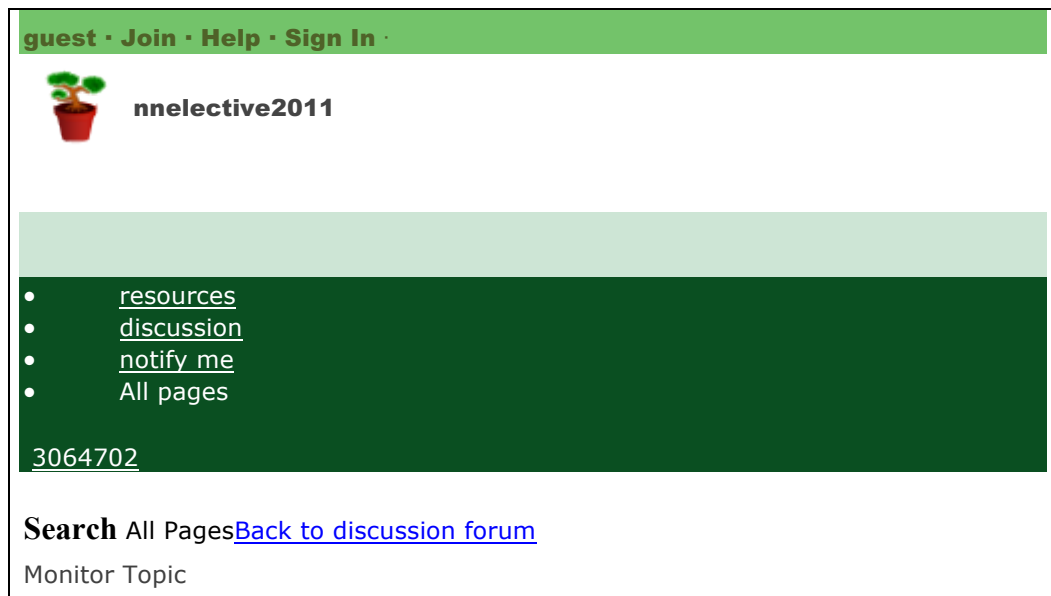 guest · Join · Help · Sign In ·
nnelective2011
• resources
• discussion
• notify me
• All pages
3064702
Search All PagesBack to discussion forum
Monitor Topic